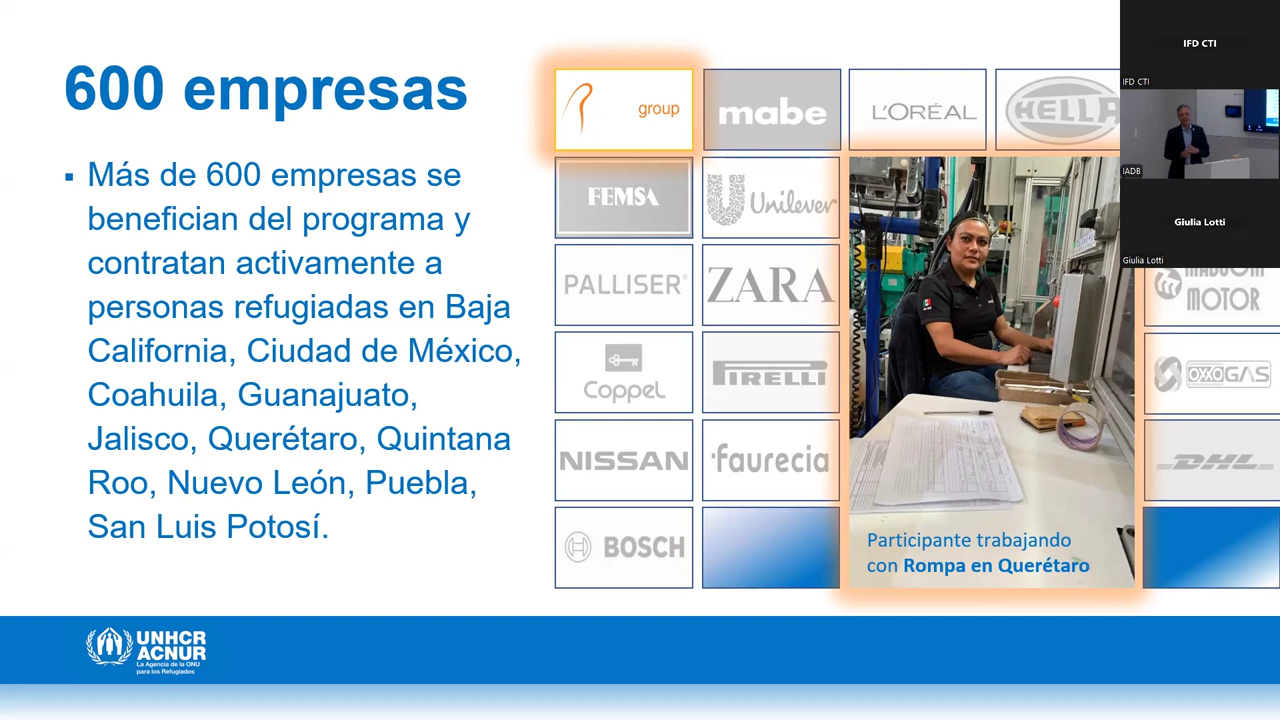 600 empresas
▪ Más de 600 empresas se
benefician del programa y
contratan activamente a
personas refugiadas en Baja
California, Ciudad de México,
Coahuila, Guanajuato,
Jalisco, Querétaro, Quintana
Roo, Nuevo León, Puebla,
San Luis Potosí.
group
mabe
L'ORÉAL
HELLA
FEMSA
Unilever
PALLISER
ZARA
MOTOR
Coppel
PIRELLI
OXXO GAS
NISSAN
faurecia
DHL
BOSCH
Participante trabajando
con Rompa en Querétaro
IFD CTI
IFD CTI
IADB
Giulia Lotti
Giulia Lotti
UNHCR
ACNUR
La Agencia de la ONU
para los Refugiados